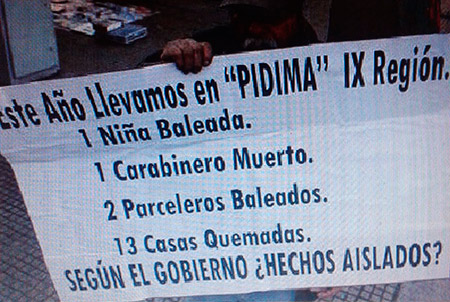 Este Año Llevamos en "PIDIMA" IX Región.
1 Niña Baleada.
1 Carabinero Muerto.
2 Parceleros Baleados.
13 Casas Quemadas.
SEGÚN EL GOBIERNO ¿HECHOS AISLADOS?